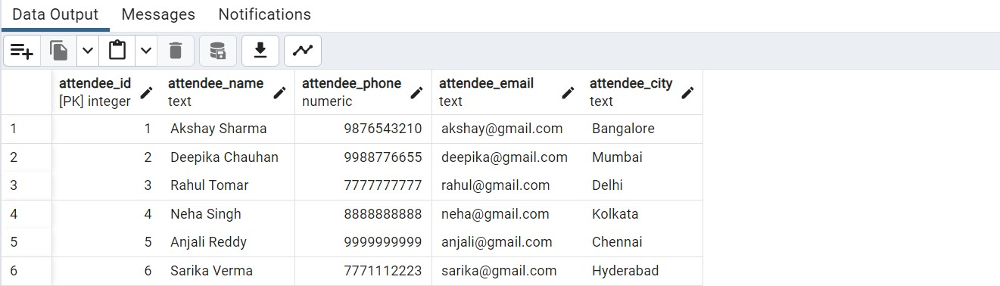 Data Output Messages Notifications
attendee_id attendee_name attendee_phone attendee_email attendee_city
[PK] integer text numeric text text
1 1 Akshay Sharma 9876543210 akshay@gmail.com Bangalore
2 2 Deepika Chauhan 9988776655 deepika@gmail.com Mumbai
3 3 Rahul Tomar 7777777777 rahul@gmail.com Delhi
4 4 Neha Singh 8888888888 neha@gmail.com Kolkata
5 5 Anjali Reddy 9999999999 anjali@gmail.com Chennai
6 6 Sarika Verma 7771112223 sarika@gmail.com Hyderabad